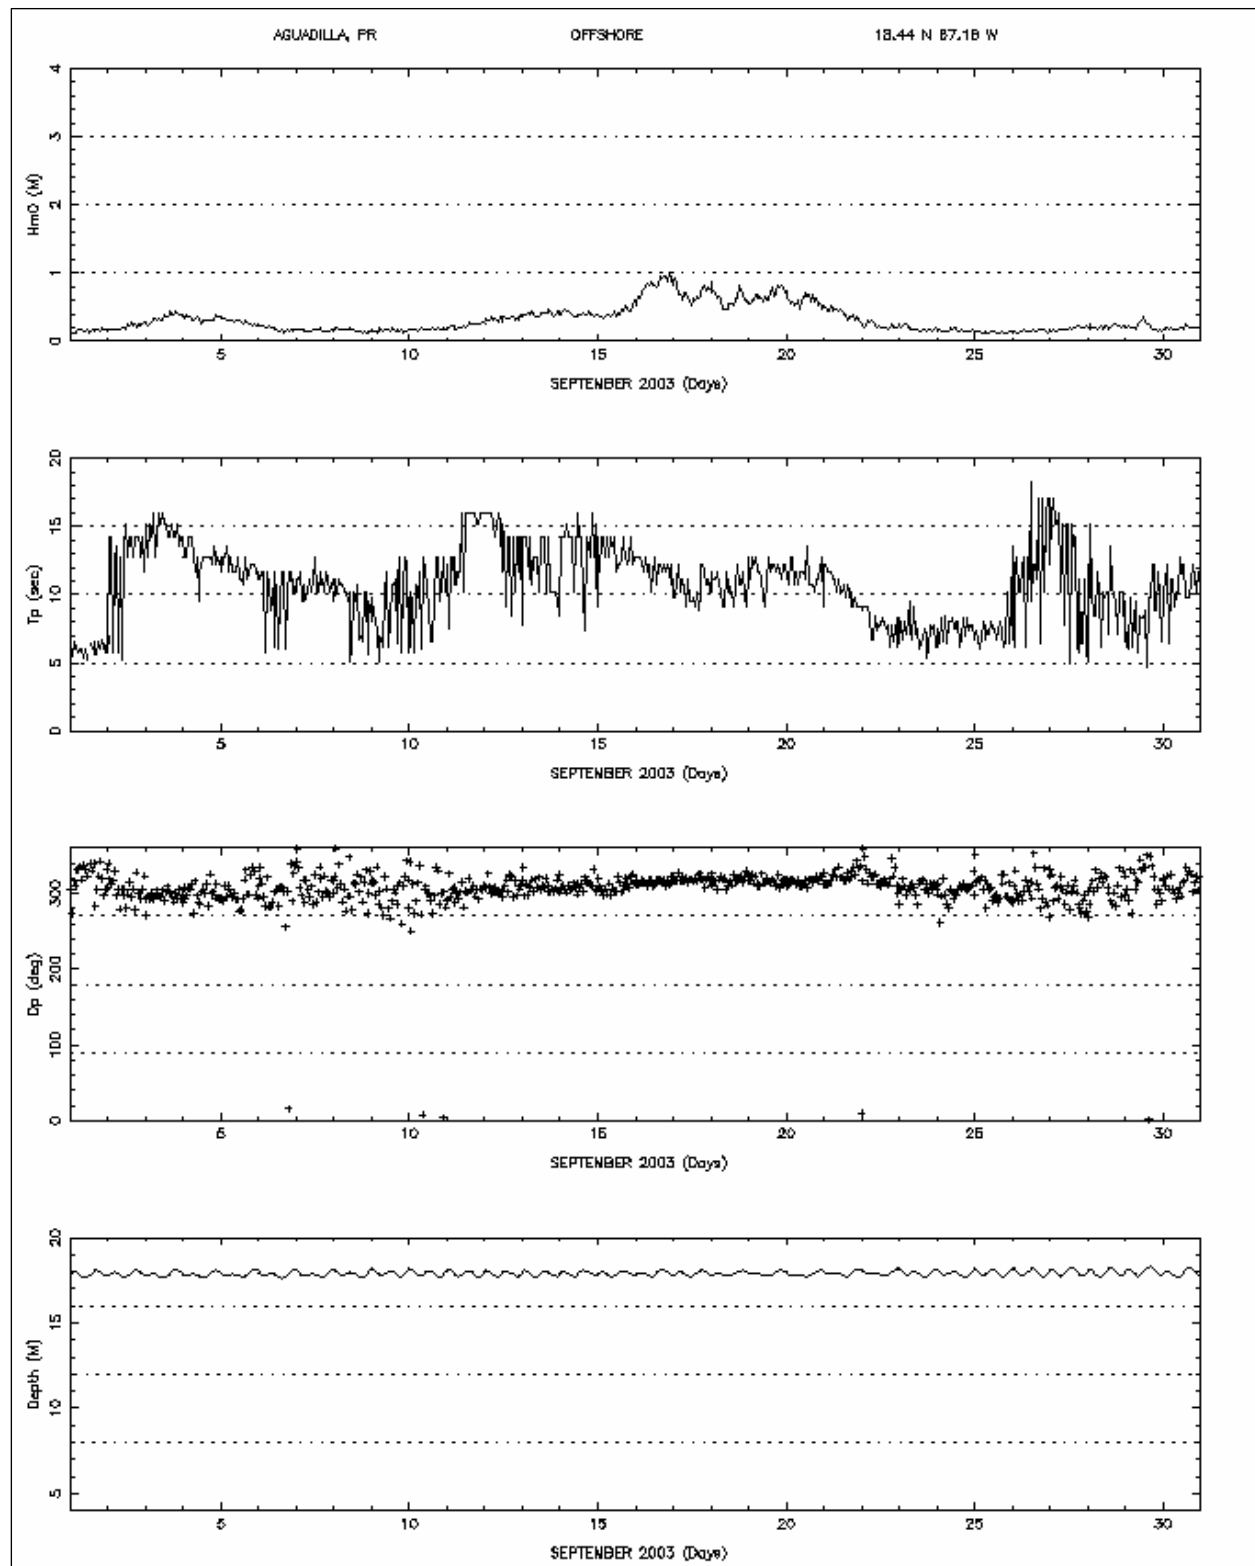 AGUADILLA, PR OFFSHORE 18.44 N 67.18 W
4
3
2
1
0
Hm0 (M)
5 10 15 20 25 30
SEPTEMBER 2003 (Days)
20
15
10
5
0
Tp (sec)
5 10 15 20 25 30
SEPTEMBER 2003 (Days)
300
200
100
0
Dp (deg)
5 10 15 20 25 30
SEPTEMBER 2003 (Days)
20
15
10
5
Depth (M)
5 10 15 20 25 30
SEPTEMBER 2003 (Days)